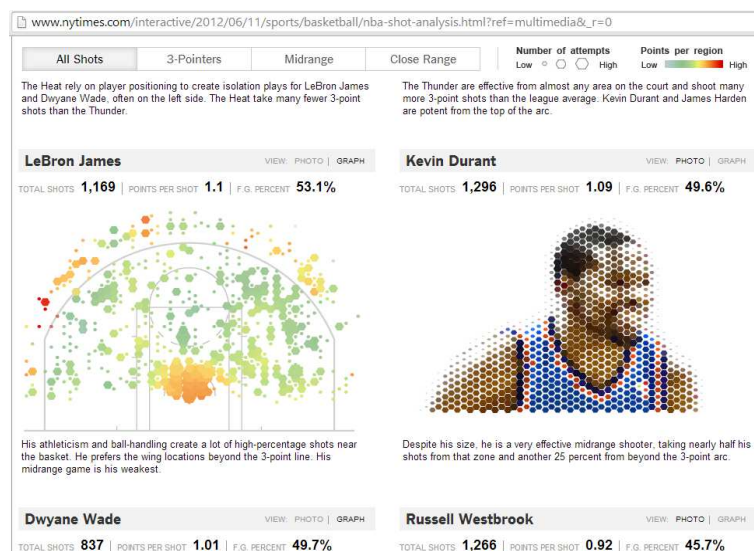 www.nytimes.com/interactive/2012/06/11/sports/basketball/nba-shot-analysis.html?ref=multimedia&_r=0
All Shots 3-Pointers Midrange Close Range
Number of attempts
Low High
Points per region
Low High
The Heat rely on player positioning to create isolation plays for LeBron James
and Dwyane Wade, often on the left side. The Heat take many fewer 3-point
shots than the Thunder.
The Thunder are effective from almost any area on the court and shoot many
more 3-point shots than the league average. Kevin Durant and James Harden
are potent from the top of the arc.
LeBron James VIEW: PHOTO | GRAPH
TOTAL SHOTS 1,169 | POINTS PER SHOT 1.1 | F.G. PERCENT 53.1%
His athleticism and ball-handling create a lot of high-percentage shots near
the basket. He prefers the wing locations beyond the 3-point line. His
midrange game is his weakest.
Kevin Durant VIEW: PHOTO | GRAPH
TOTAL SHOTS 1,296 | POINTS PER SHOT 1.09 | F.G. PERCENT 49.6%
Despite his size, he is a very effective midrange shooter, taking nearly half his
shots from that zone and another 25 percent from beyond the 3-point arc.
Dwyane Wade VIEW: PHOTO | GRAPH
TOTAL SHOTS 837 | POINTS PER SHOT 1.01 | F.G. PERCENT 49.7%
Russell Westbrook VIEW: PHOTO | GRAPH
TOTAL SHOTS 1,266 | POINTS PER SHOT 0.92 | F.G. PERCENT 45.7%